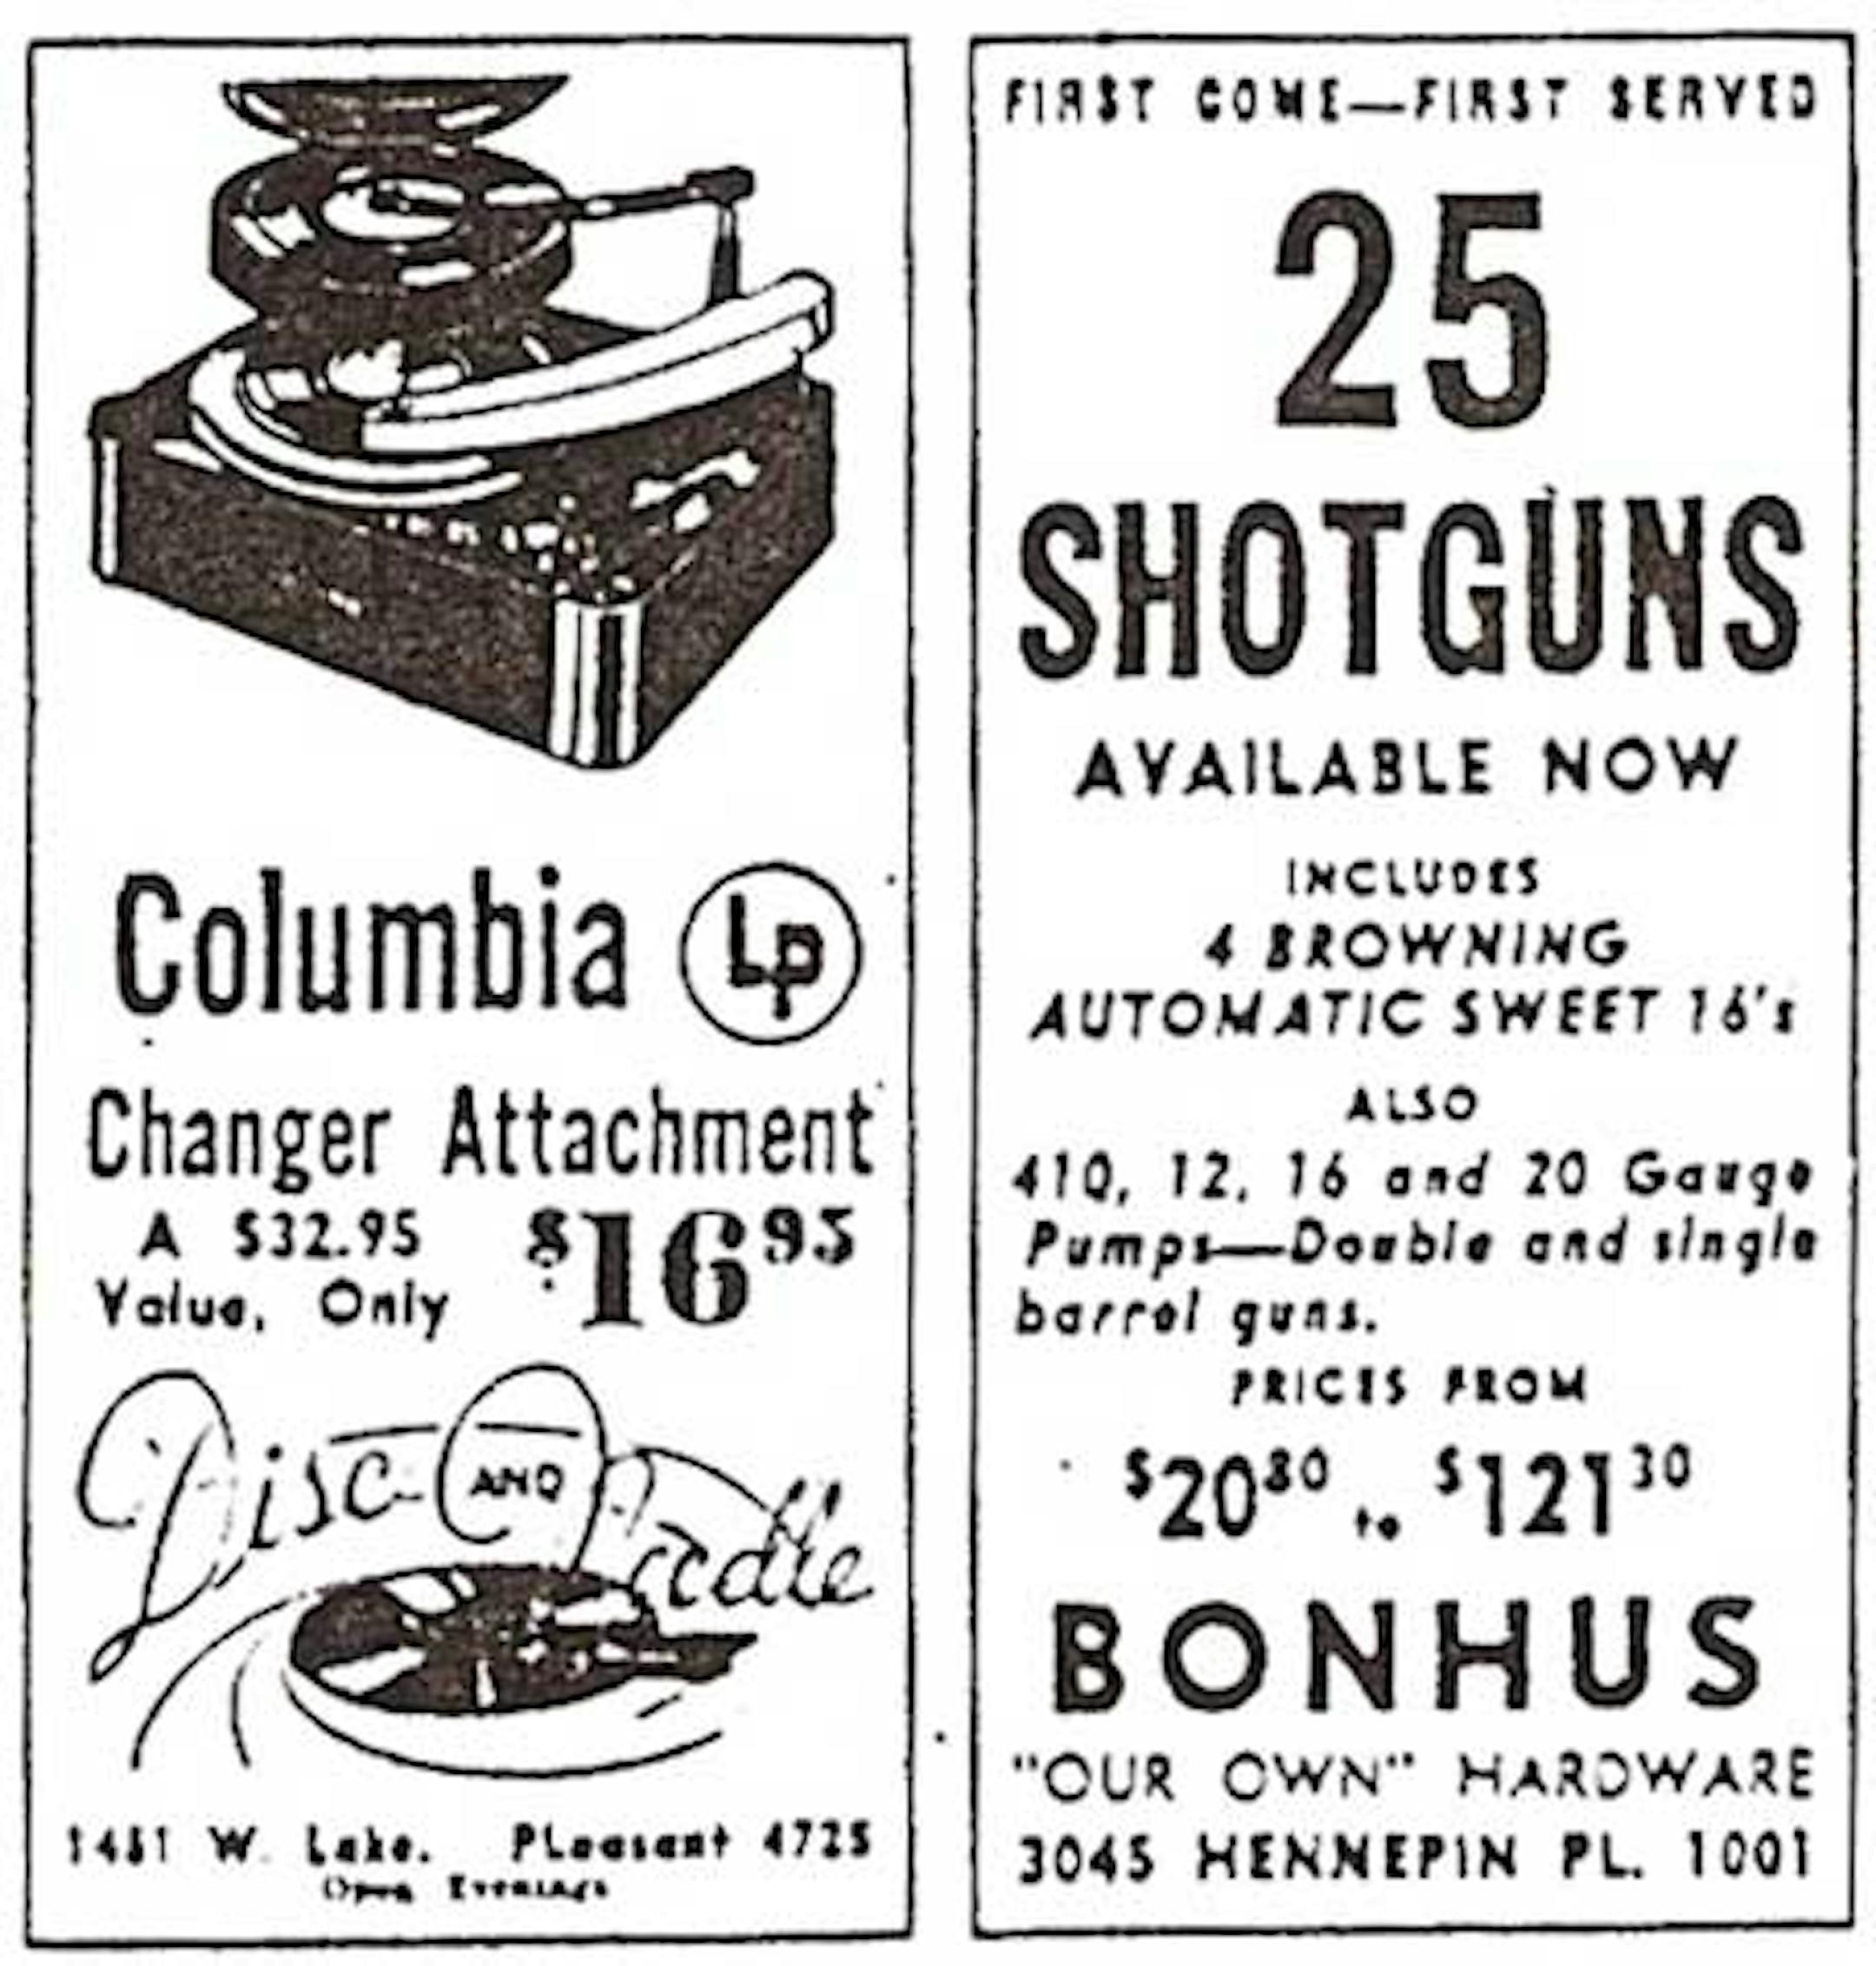 Columbia LP
Changer Attachment
A $32.95
Value, Only
$16 95
Disc AND Needle
1451 W. Lake. PLeasant 4725
Open Evenings
FIRST COME—FIRST SERVED
25
SHOTGUNS
AVAILABLE NOW
INCLUDES
4 BROWNING
AUTOMATIC SWEET 16's
ALSO
410, 12, 16 and 20 Gauge
Pumps—Double and single
barrel guns.
PRICES FROM
$20 80 to $121 30
BONHUS
"OUR OWN" HARDWARE
3045 HENNEPIN PL. 1001